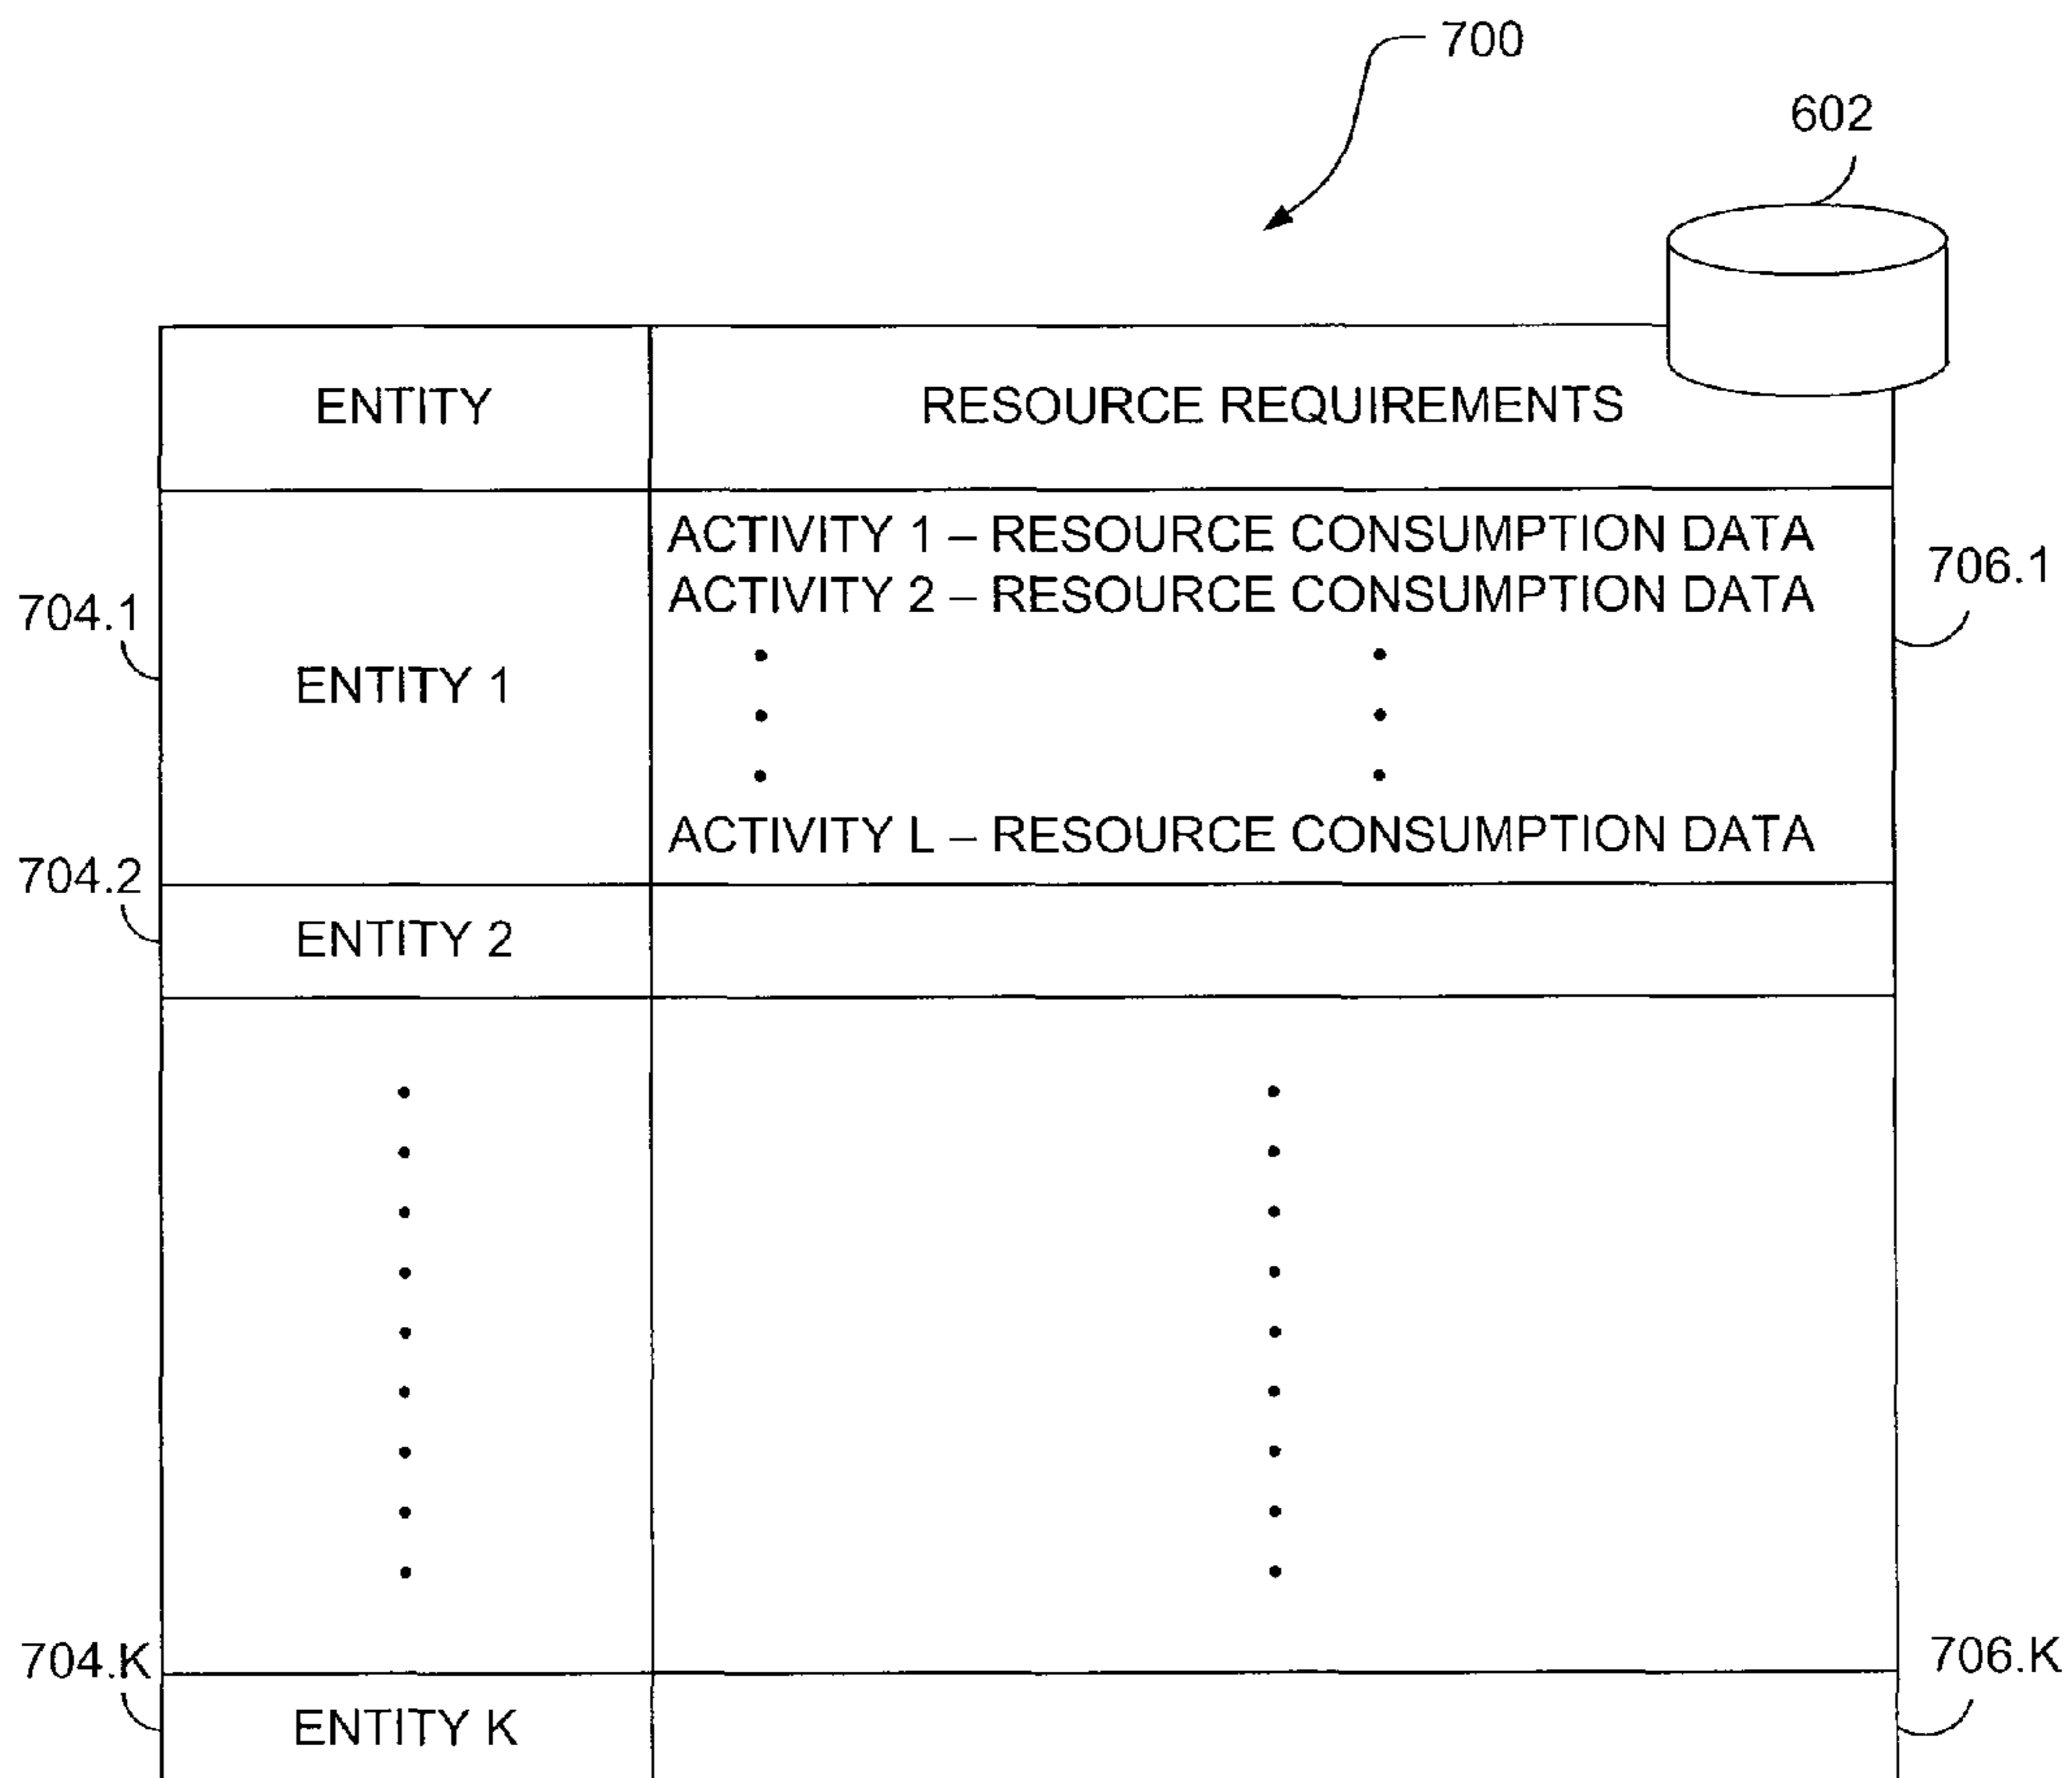 700
602
ENTITY
RESOURCE REQUIREMENTS
ACTIVITY 1 – RESOURCE CONSUMPTION DATA
706.1
ACTIVITY 2 – RESOURCE CONSUMPTION DATA
704.1
ENTITY 1
ACTIVITY L – RESOURCE CONSUMPTION DATA
704.2
ENTITY 2
704.K
706.K
ENTITY K